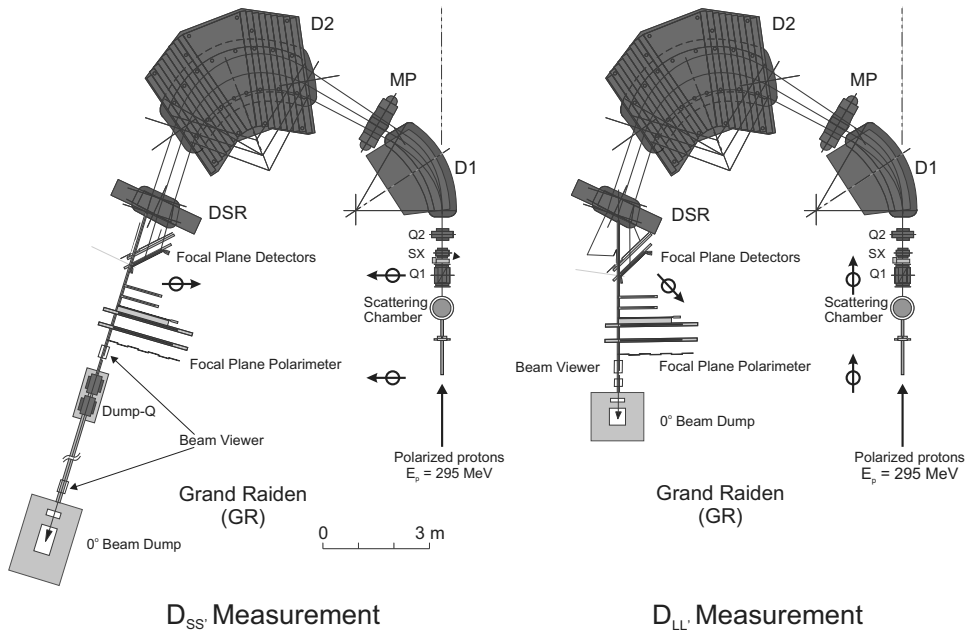 D2
MP
D1
DSR
Q2
SX
Q1
Focal Plane Detectors
Scattering
Chamber
Focal Plane Polarimeter
Dump-Q
Beam Viewer
Polarized protons
Eₚ = 295 MeV
Grand Raiden
(GR)
0° Beam Dump
0 3 m
D_SS' Measurement
D2
MP
D1
DSR
Q2
SX
Q1
Focal Plane Detectors
Scattering
Chamber
Beam Viewer
Focal Plane Polarimeter
0° Beam Dump
Polarized protons
Eₚ = 295 MeV
Grand Raiden
(GR)
D_LL' Measurement